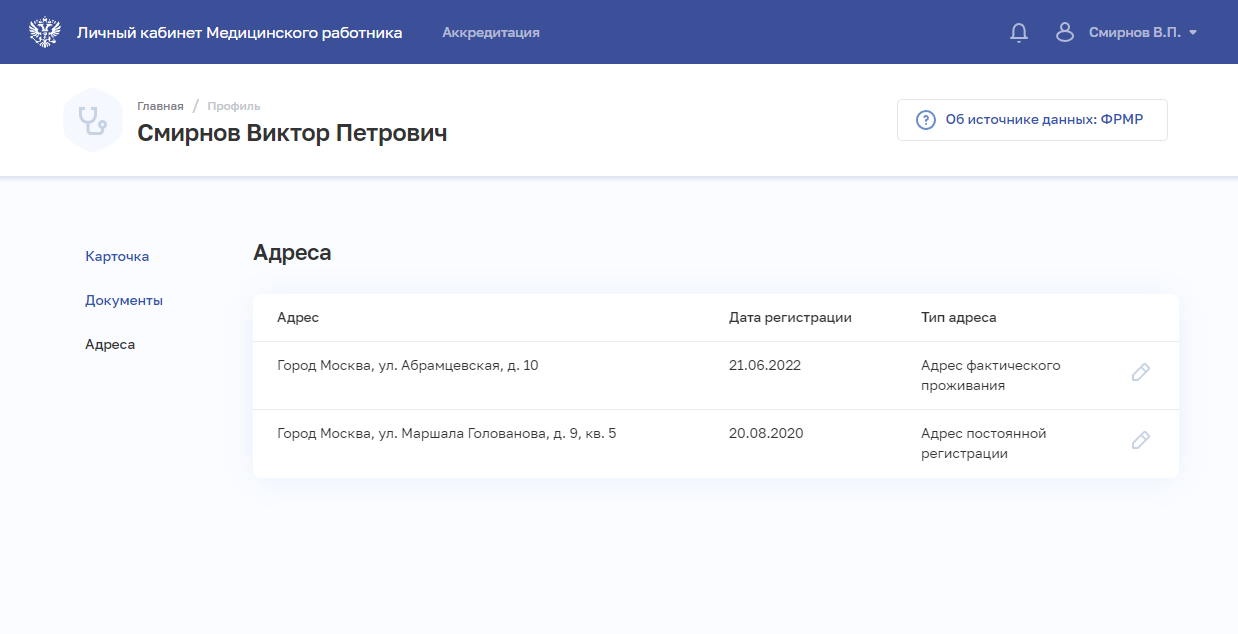 Личный кабинет Медицинского работника Аккредитация Смирнов В.П.
Главная / Профиль
Смирнов Виктор Петрович
? Об источнике данных: ФРМР
Карточка
Документы
Адреса
Адреса
Адрес Дата регистрации Тип адреса
Город Москва, ул. Абрамцевская, д. 10 21.06.2022 Адрес фактического
проживания
Город Москва, ул. Маршала Голованова, д. 9, кв. 5 20.08.2020 Адрес постоянной
регистрации